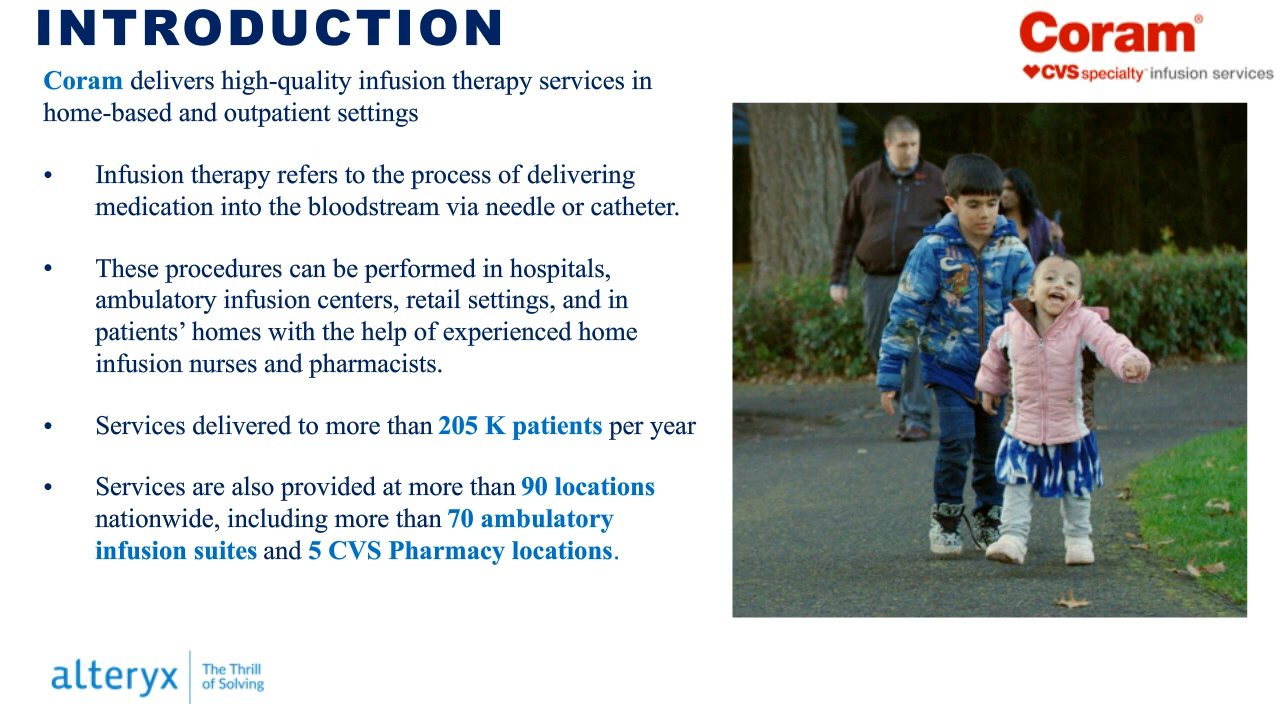 INTRODUCTION
Coram®
CVS specialty™ infusion services
Coram delivers high-quality infusion therapy services in
home-based and outpatient settings
• Infusion therapy refers to the process of delivering
medication into the bloodstream via needle or catheter.
• These procedures can be performed in hospitals,
ambulatory infusion centers, retail settings, and in
patients’ homes with the help of experienced home
infusion nurses and pharmacists.
• Services delivered to more than 205 K patients per year
• Services are also provided at more than 90 locations
nationwide, including more than 70 ambulatory
infusion suites and 5 CVS Pharmacy locations.
alteryx
The Thrill
of Solving